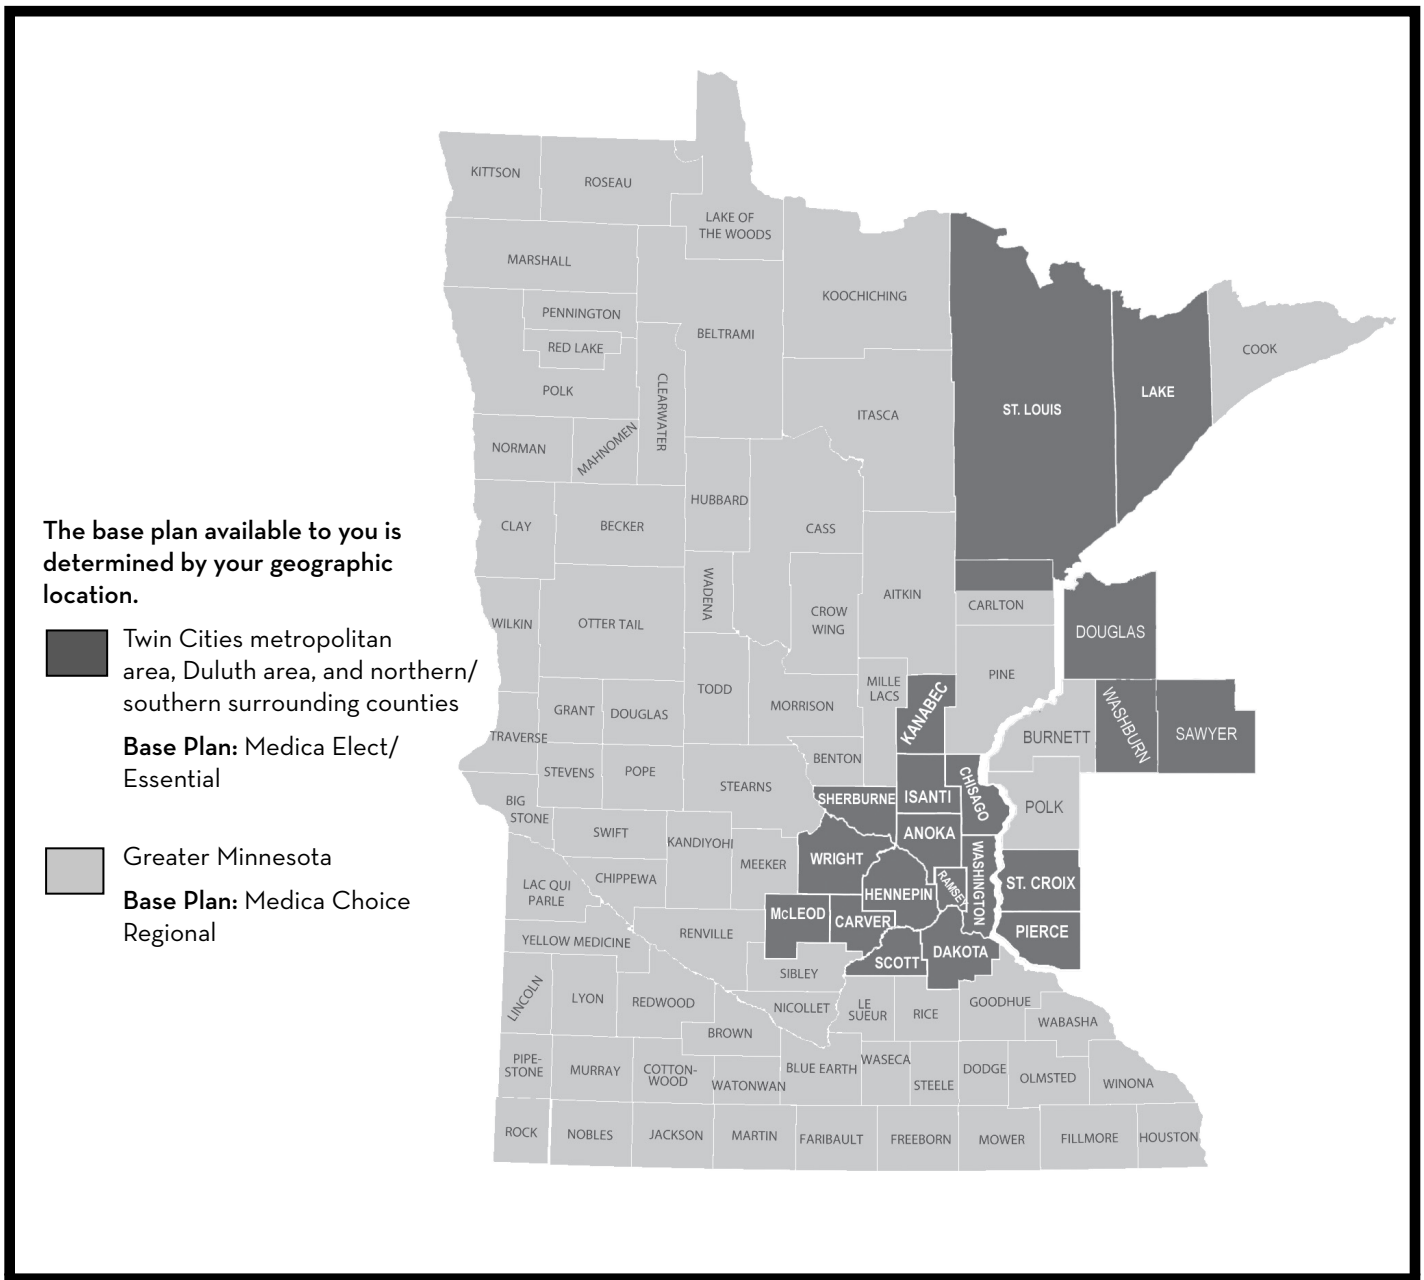 KITTSON
ROSEAU
LAKE OF
THE WOODS
MARSHALL
KOOCHICHING
PENNINGTON
BELTRAMI
RED LAKE
COOK
POLK
CLEARWATER
ITASCA
ST. LOUIS
LAKE
NORMAN
MAHNOMEN
HUBBARD
CLAY
BECKER
CASS
The base plan available to you is
determined by your geographic
location.
Twin Cities metropolitan
area, Duluth area, and northern/
southern surrounding counties
Base Plan: Medica Elect/
Essential
Greater Minnesota
Base Plan: Medica Choice
Regional
WADENA
AITKIN
CARLTON
WILKIN
OTTER TAIL
CROW
WING
DOUGLAS
TODD
MILLE
LACS
PINE
GRANT
DOUGLAS
MORRISON
KANABEC
WASHBURN
TRAVERSE
BURNETT
SAWYER
BENTON
STEVENS
POPE
STEARNS
CHISAGO
BIG
STONE
SHERBURNE
ISANTI
POLK
SWIFT
KANDIYOHI
ANOKA
MEEKER
WRIGHT
WASHINGTON
CHIPPEWA
LAC QUI
PARLE
HENNEPIN
RAMSEY
ST. CROIX
McLEOD
CARVER
RENVILLE
PIERCE
YELLOW MEDICINE
DAKOTA
SCOTT
SIBLEY
LINCOLN
LYON
REDWOOD
NICOLLET
LE
SUEUR
RICE
GOODHUE
WABASHA
BROWN
PIPE-
STONE
MURRAY
COTTON-
WOOD
WATONWAN
BLUE EARTH
WASECA
STEELE
DODGE
OLMSTED
WINONA
ROCK
NOBLES
JACKSON
MARTIN
FARIBAULT
FREEBORN
MOWER
FILLMORE
HOUSTON